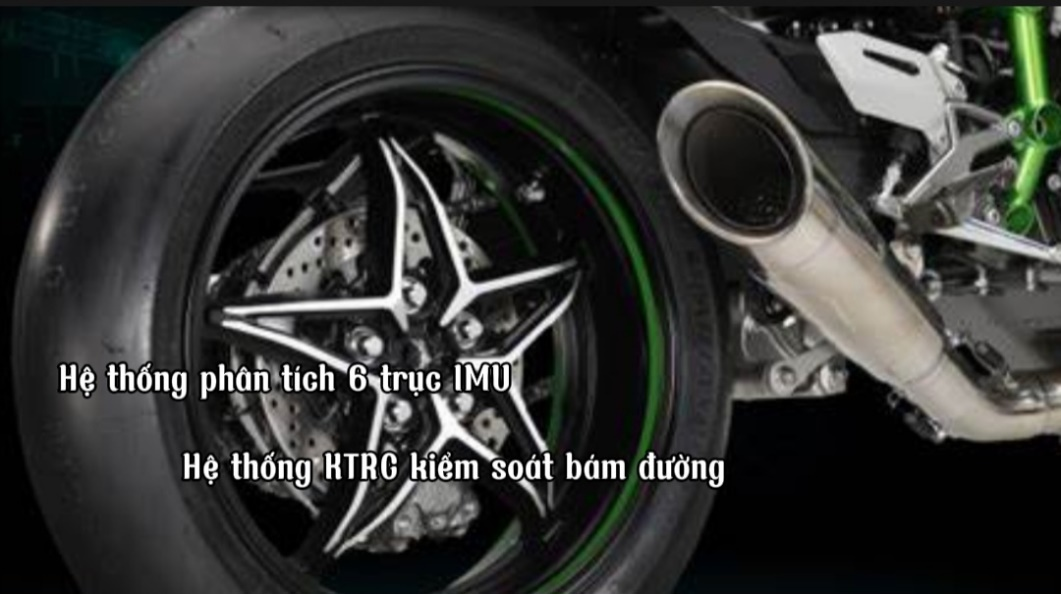 Hệ thống phân tích 6 trục IMU
Hệ thống KTRC kiểm soát bám đường